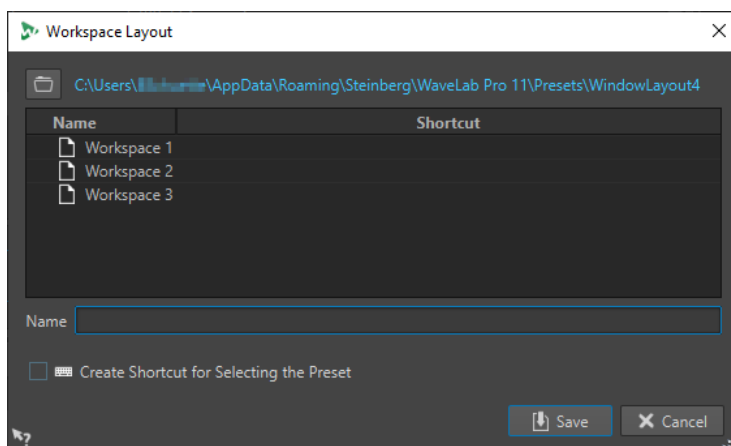 Workspace Layout
C:\Users\ \AppData\Roaming\Steinberg\WaveLab Pro 11\Presets\WindowLayout4
Name Shortcut
Workspace 1
Workspace 2
Workspace 3
Name
Create Shortcut for Selecting the Preset
Save Cancel